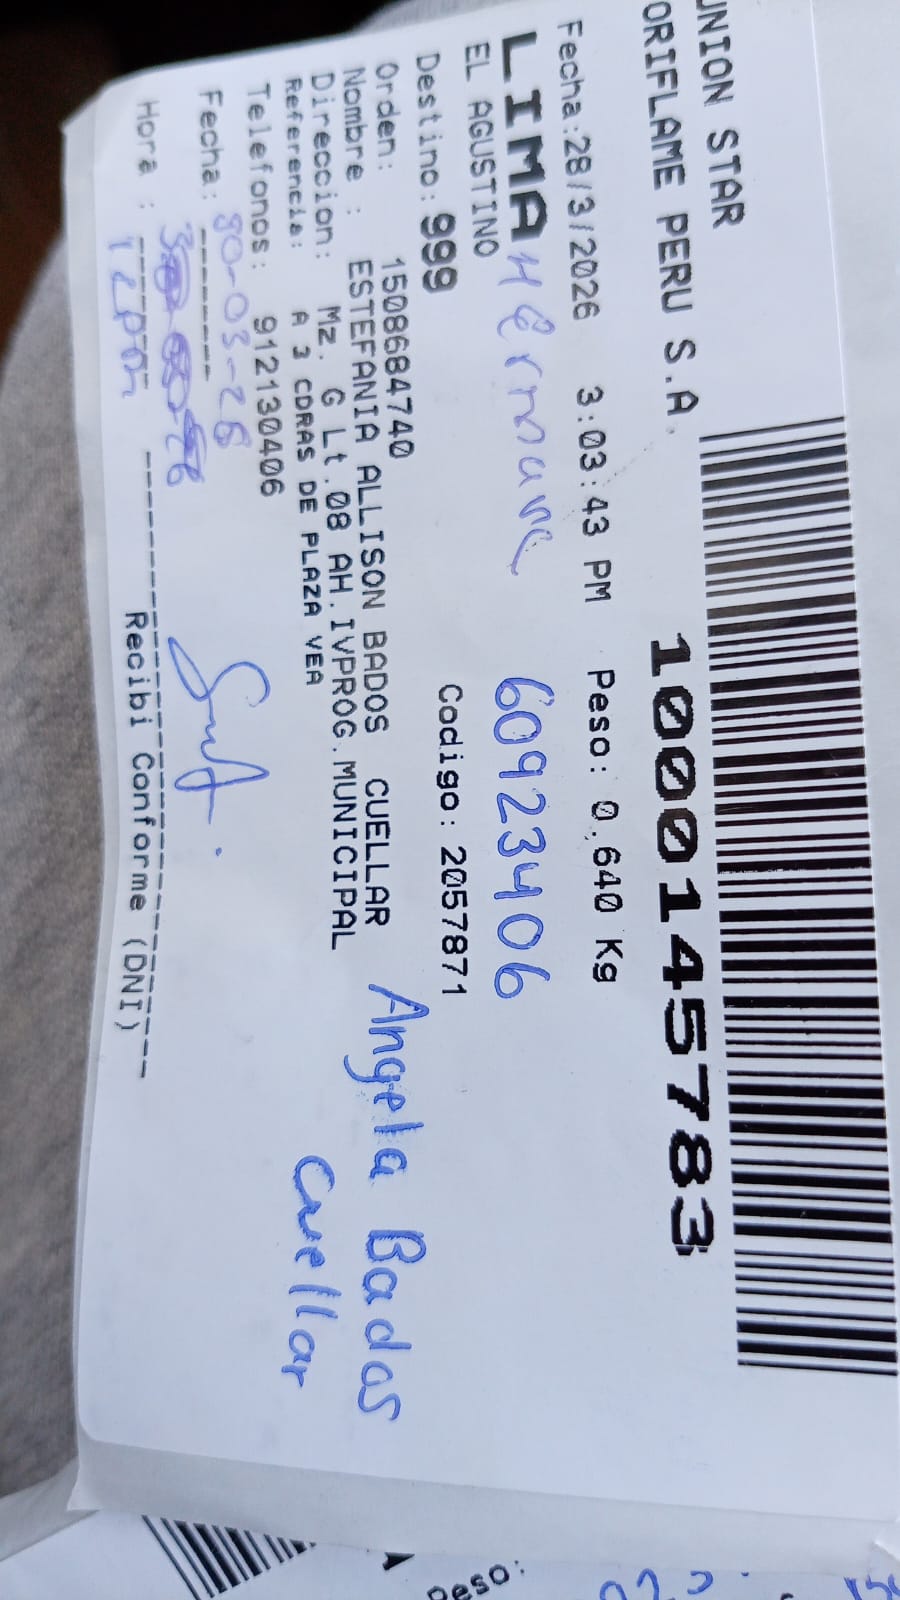 UNION STAR
ORIFLAME PERU S.A. 10001457783
Fecha:28/3/2026 3:03:43 PM Peso: 0.640 Kg
LIMA Hermana 60923406
EL AGUSTINO
Destino:999 Codigo:2057871
Orden: 1508684740
Nombre : ESTEFANIA ALLISON BADOS CUELLAR Angela Bados
Direccion: Mz. G Lt.08 AH.IVPROG.MUNICIPAL
Referencia: A 3 CDRAS DE PLAZA VEA Cuellar
Telefonos: 912130406
Fecha: 30-03-26
Hora : 12pm
Recibi Conforme (DNI)
Peso: